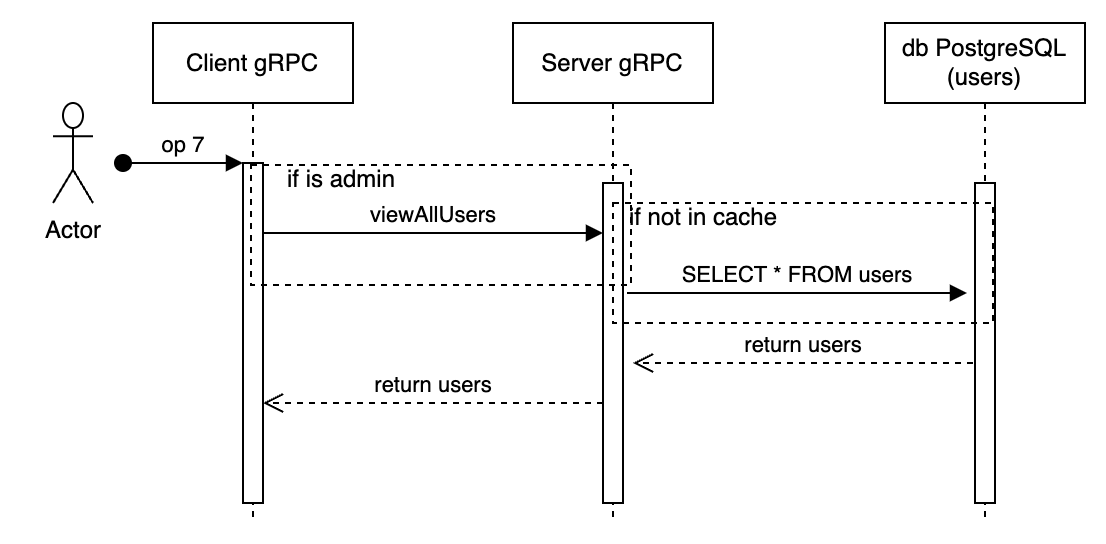 Client gRPC
Server gRPC
db PostgreSQL
(users)
op 7
if is admin
Actor
viewAllUsers
if not in cache
SELECT * FROM users
return users
return users